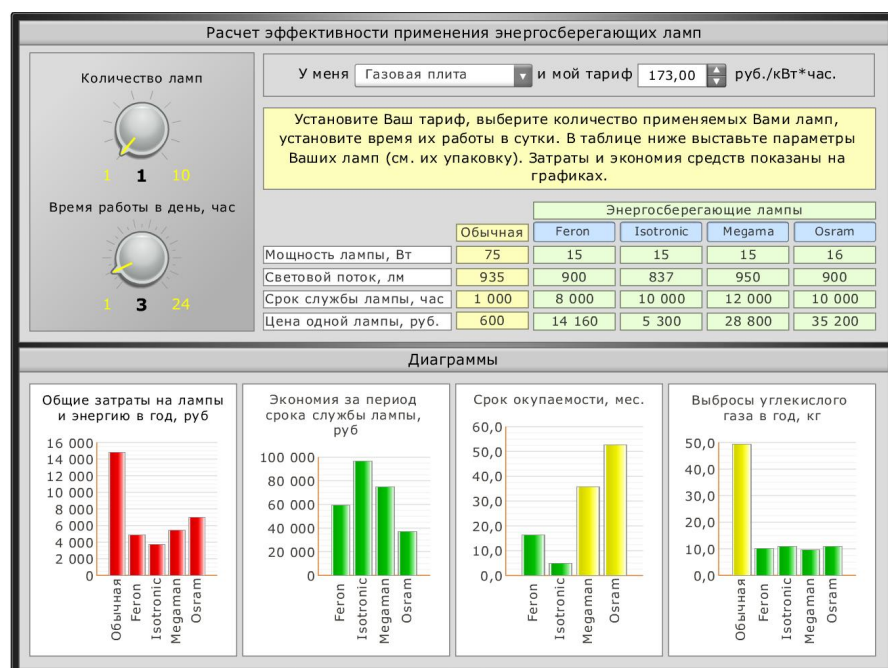 Расчет эффективности применения энергосберегающих ламп
Количество ламп
1 1 10
Время работы в день, час
1 3 24
У меня Газовая плита и мой тариф 173,00 руб./кВт*час.
Установите Ваш тариф, выберите количество применяемых Вами ламп,
установите время их работы в сутки. В таблице ниже выставьте параметры
Ваших ламп (см. их упаковку). Затраты и экономия средств показаны на
графиках.
Энергосберегающие лампы
Обычная Feron Isotronic Megama Osram
Мощность лампы, Вт 75 15 15 15 16
Световой поток, лм 935 900 837 950 900
Срок службы лампы, час 1 000 8 000 10 000 12 000 10 000
Цена одной лампы, руб. 600 14 160 5 300 28 800 35 200
Диаграммы
Общие затраты на лампы
и энергию в год, руб
16 000
14 000
12 000
10 000
8 000
6 000
4 000
2 000
0
Обычная
Feron
Isotronic
Megaman
Osram
Экономия за период
срока службы лампы,
руб
100 000
80 000
60 000
40 000
20 000
0
Feron
Isotronic
Megaman
Osram
Срок окупаемости, мес.
60,0
50,0
40,0
30,0
20,0
10,0
0,0
Feron
Isotronic
Megaman
Osram
Выбросы углекислого
газа в год, кг
50,0
40,0
30,0
20,0
10,0
0,0
Обычная
Feron
Isotronic
Megaman
Osram